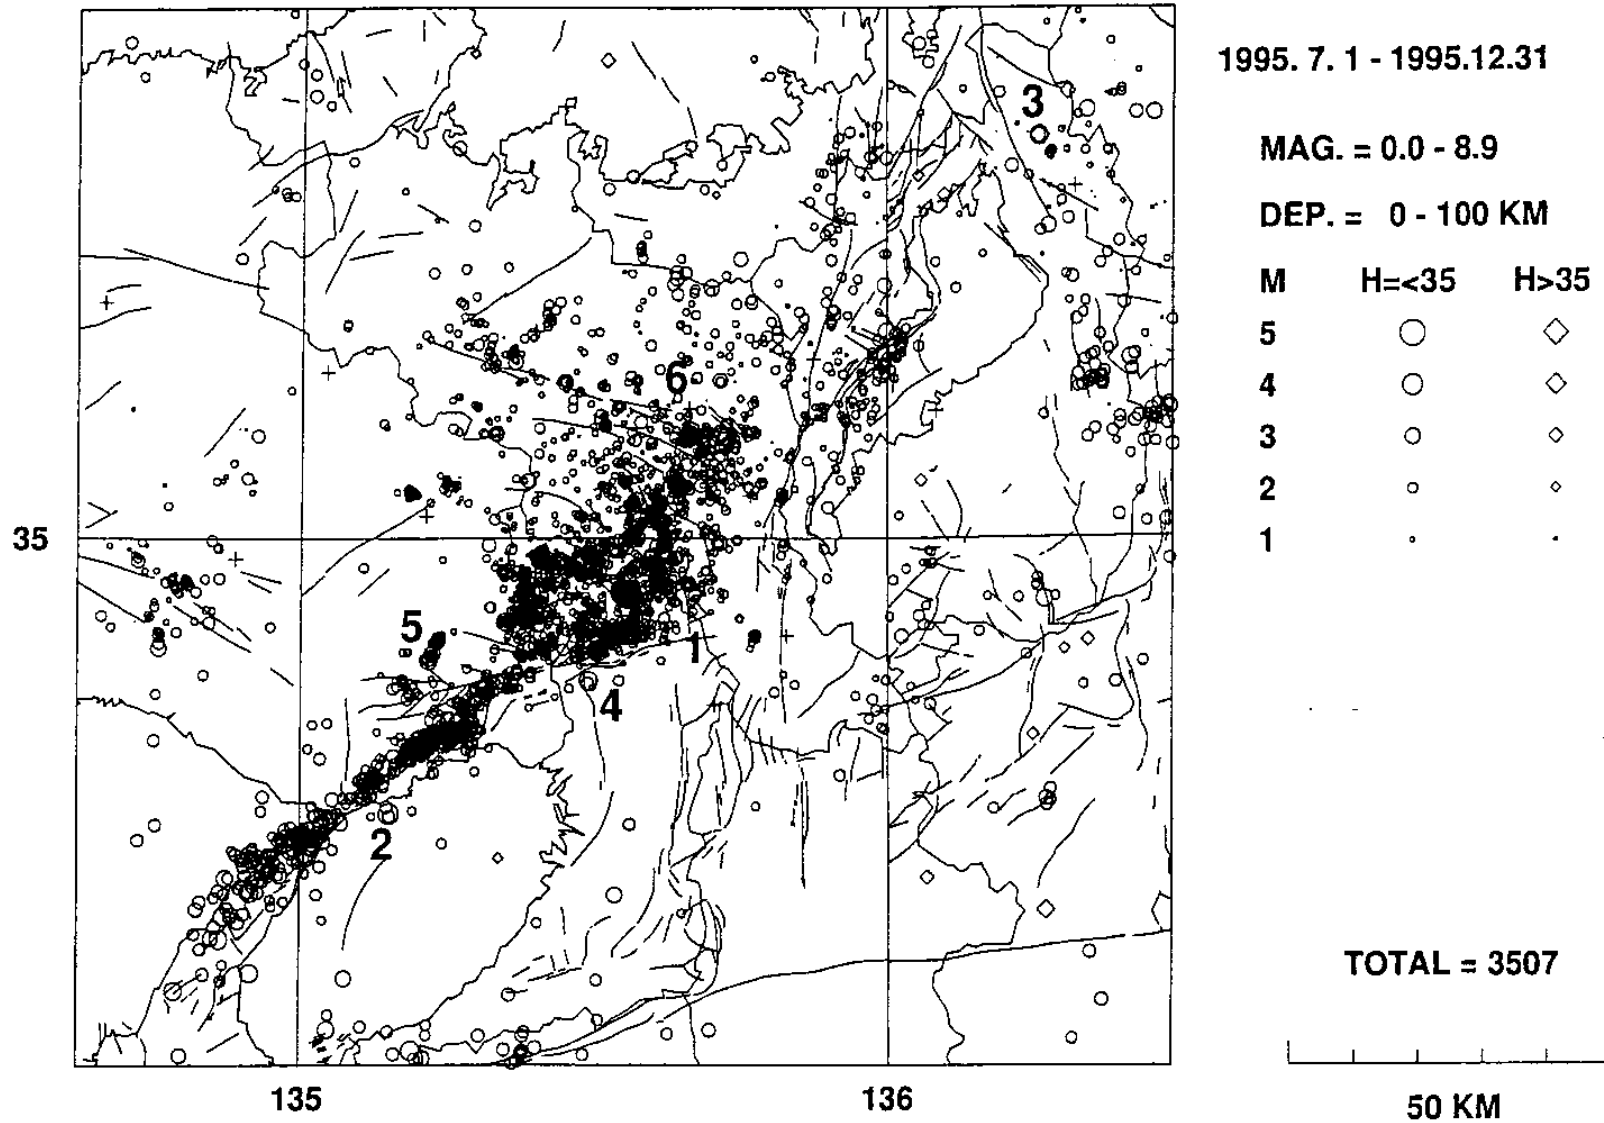 1995. 7. 1 - 1995.12.31
MAG. = 0.0 - 8.9
DEP. = 0 - 100 KM
M H=<35 H>35
5
4
3
2
1
TOTAL = 3507
50 KM
3
6
35
5
1
4
2
135 136